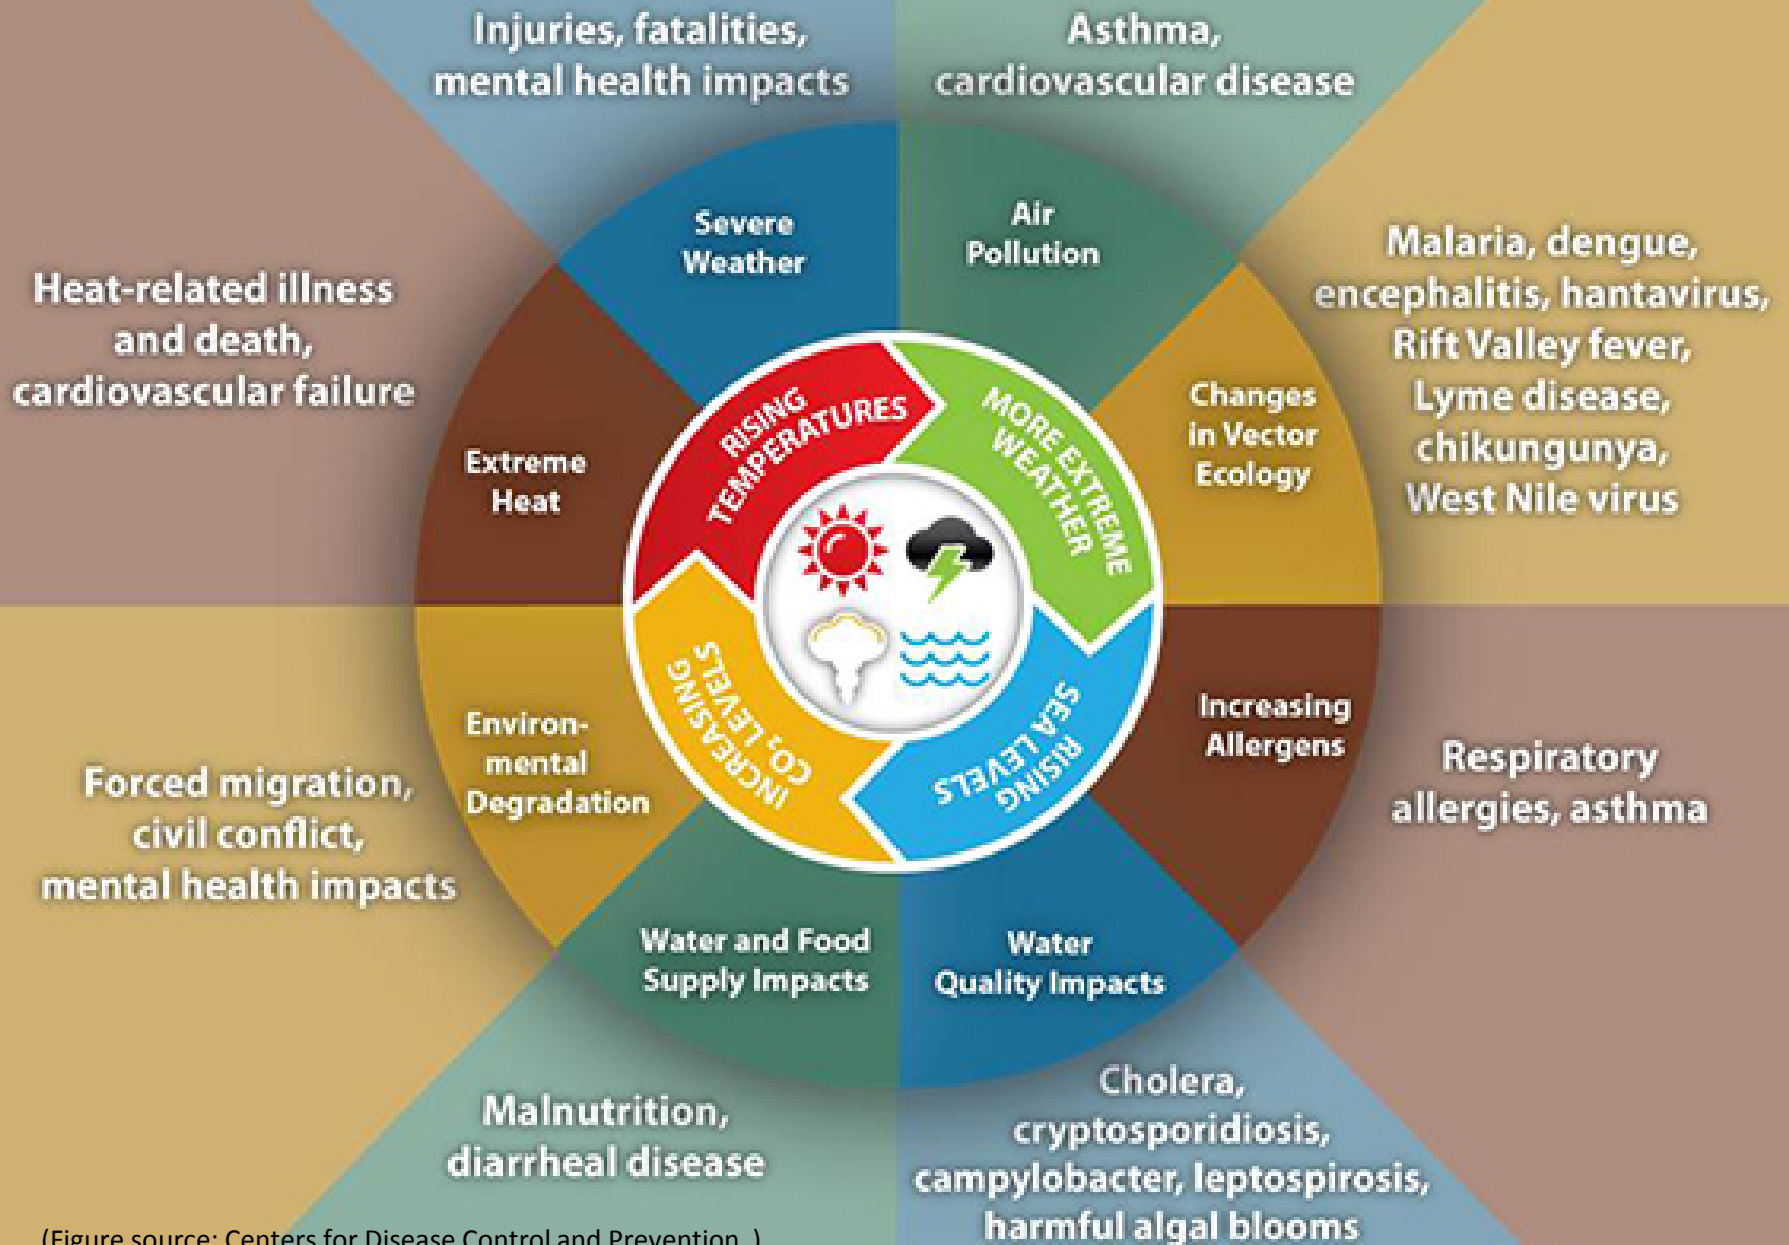 Injuries, fatalities,
mental health impacts
Asthma,
cardiovascular disease
Severe
Weather
Air
Pollution
Heat-related illness
and death,
cardiovascular failure
Malaria, dengue,
encephalitis, hantavirus,
Rift Valley fever,
Lyme disease,
chikungunya,
West Nile virus
Extreme
Heat
Changes
in Vector
Ecology
RISING
TEMPERATURES
MORE EXTREME
WEATHER
INCREASING
CO₂ LEVELS
RISING
SEA LEVELS
Environ-
mental
Degradation
Increasing
Allergens
Forced migration,
civil conflict,
mental health impacts
Respiratory
allergies, asthma
Water and Food
Supply Impacts
Water
Quality Impacts
Malnutrition,
diarrheal disease
Cholera,
cryptosporidiosis,
campylobacter, leptospirosis,
harmful algal blooms
(Figure source: Centers for Disease Control and Prevention .)